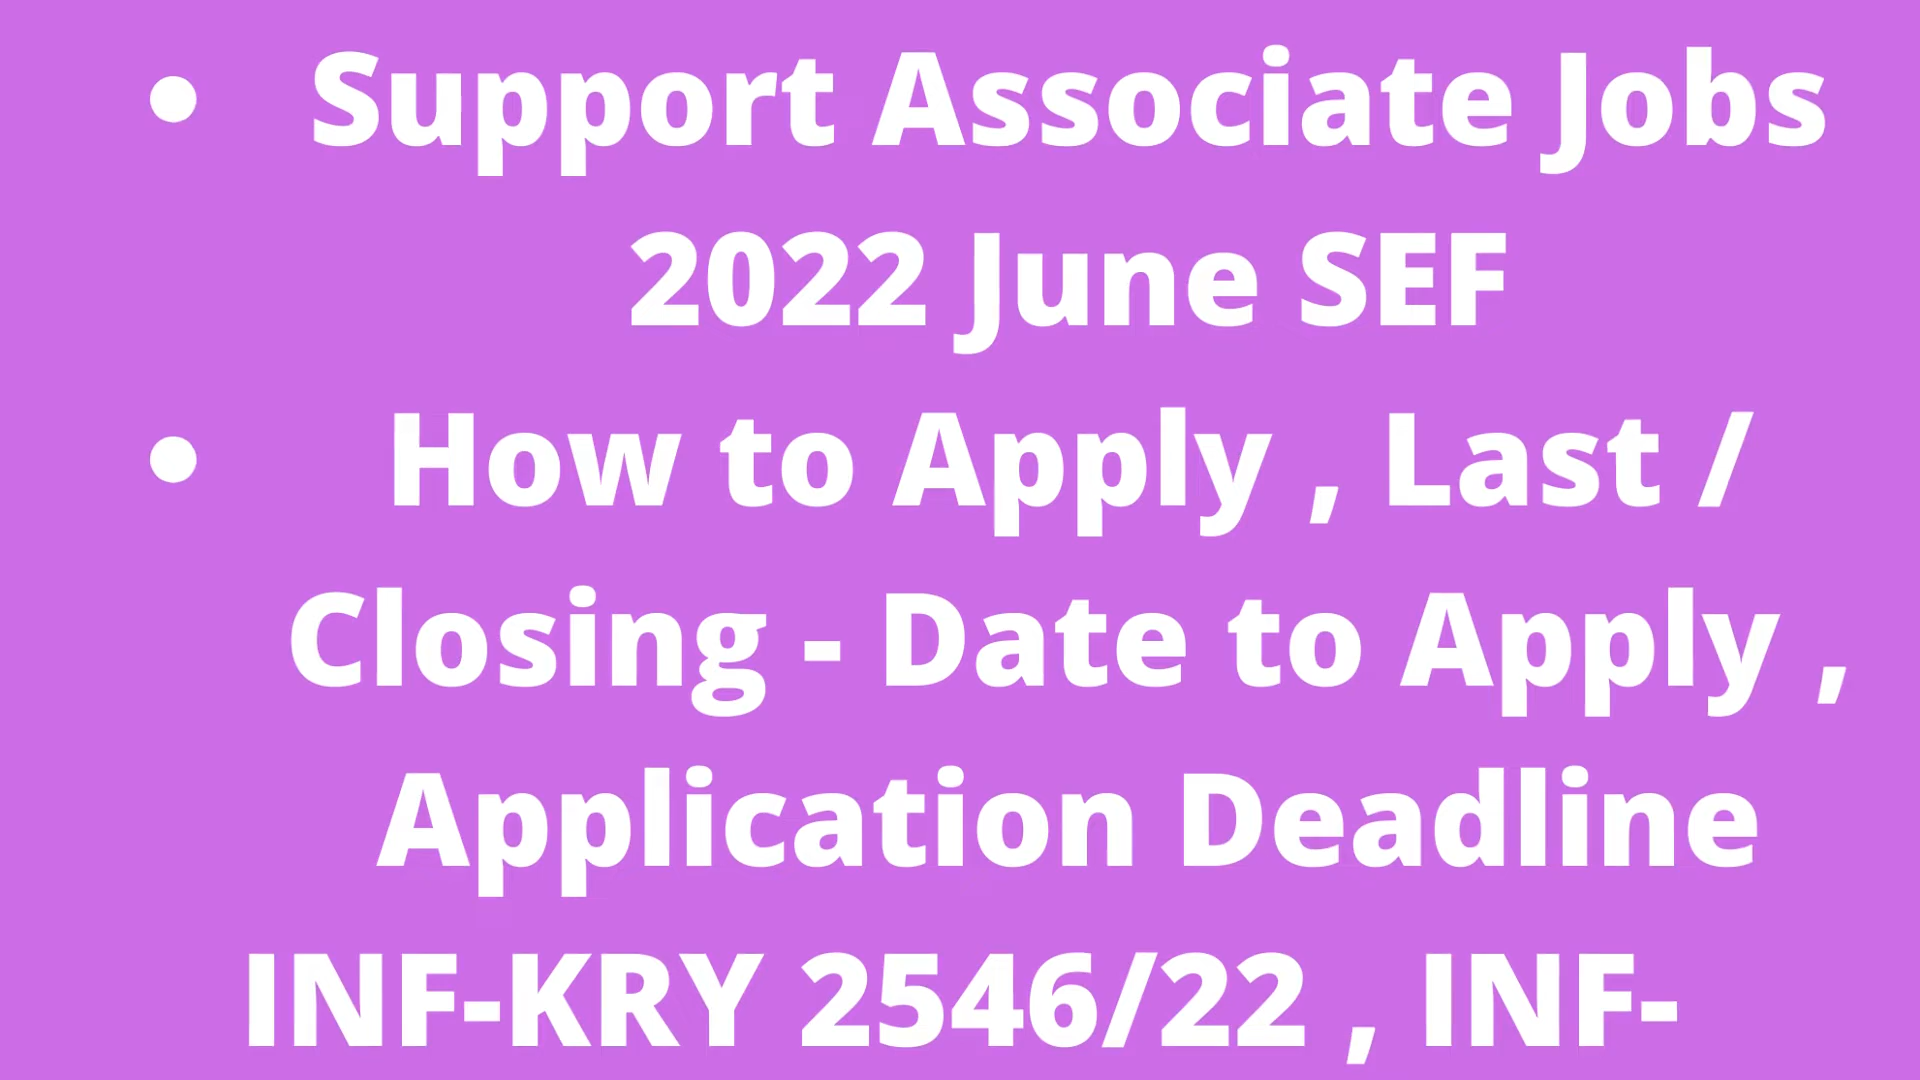 • Support Associate Jobs
2022 June SEF
• How to Apply , Last /
Closing - Date to Apply ,
Application Deadline
INF-KRY 2546/22 , INF-